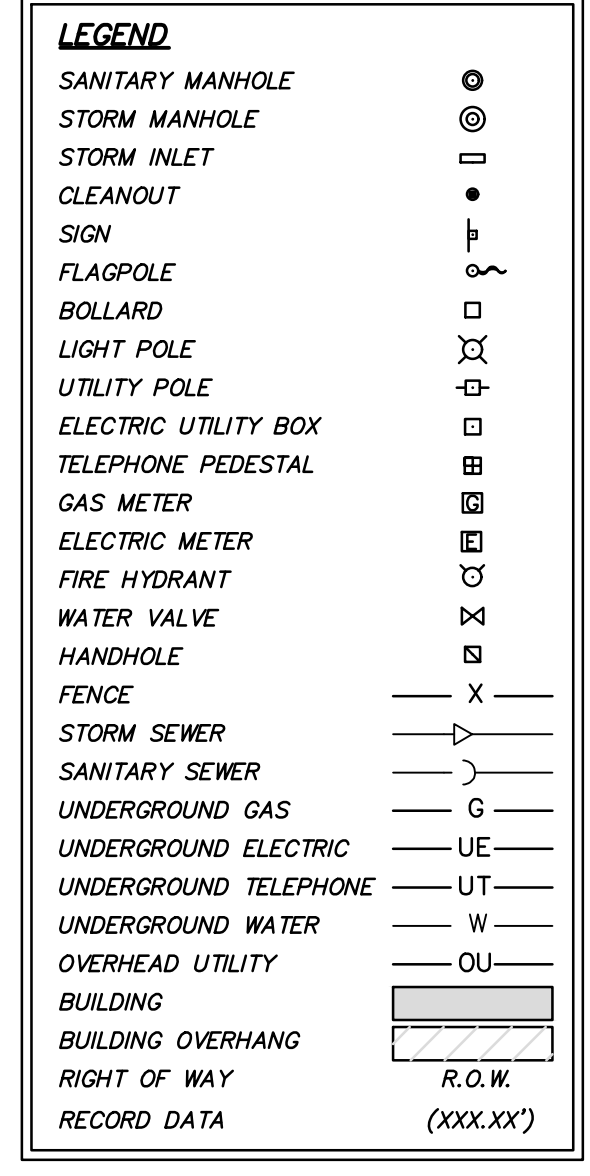 LEGEND
SANITARY MANHOLE
STORM MANHOLE
STORM INLET
CLEANOUT
SIGN
FLAGPOLE
BOLLARD
LIGHT POLE
UTILITY POLE
ELECTRIC UTILITY BOX
TELEPHONE PEDESTAL
GAS METER G
ELECTRIC METER E
FIRE HYDRANT
WATER VALVE
HANDHOLE
FENCE X
STORM SEWER
SANITARY SEWER
UNDERGROUND GAS G
UNDERGROUND ELECTRIC UE
UNDERGROUND TELEPHONE UT
UNDERGROUND WATER W
OVERHEAD UTILITY OU
BUILDING
BUILDING OVERHANG
RIGHT OF WAY R.O.W.
RECORD DATA (XXX.XX')